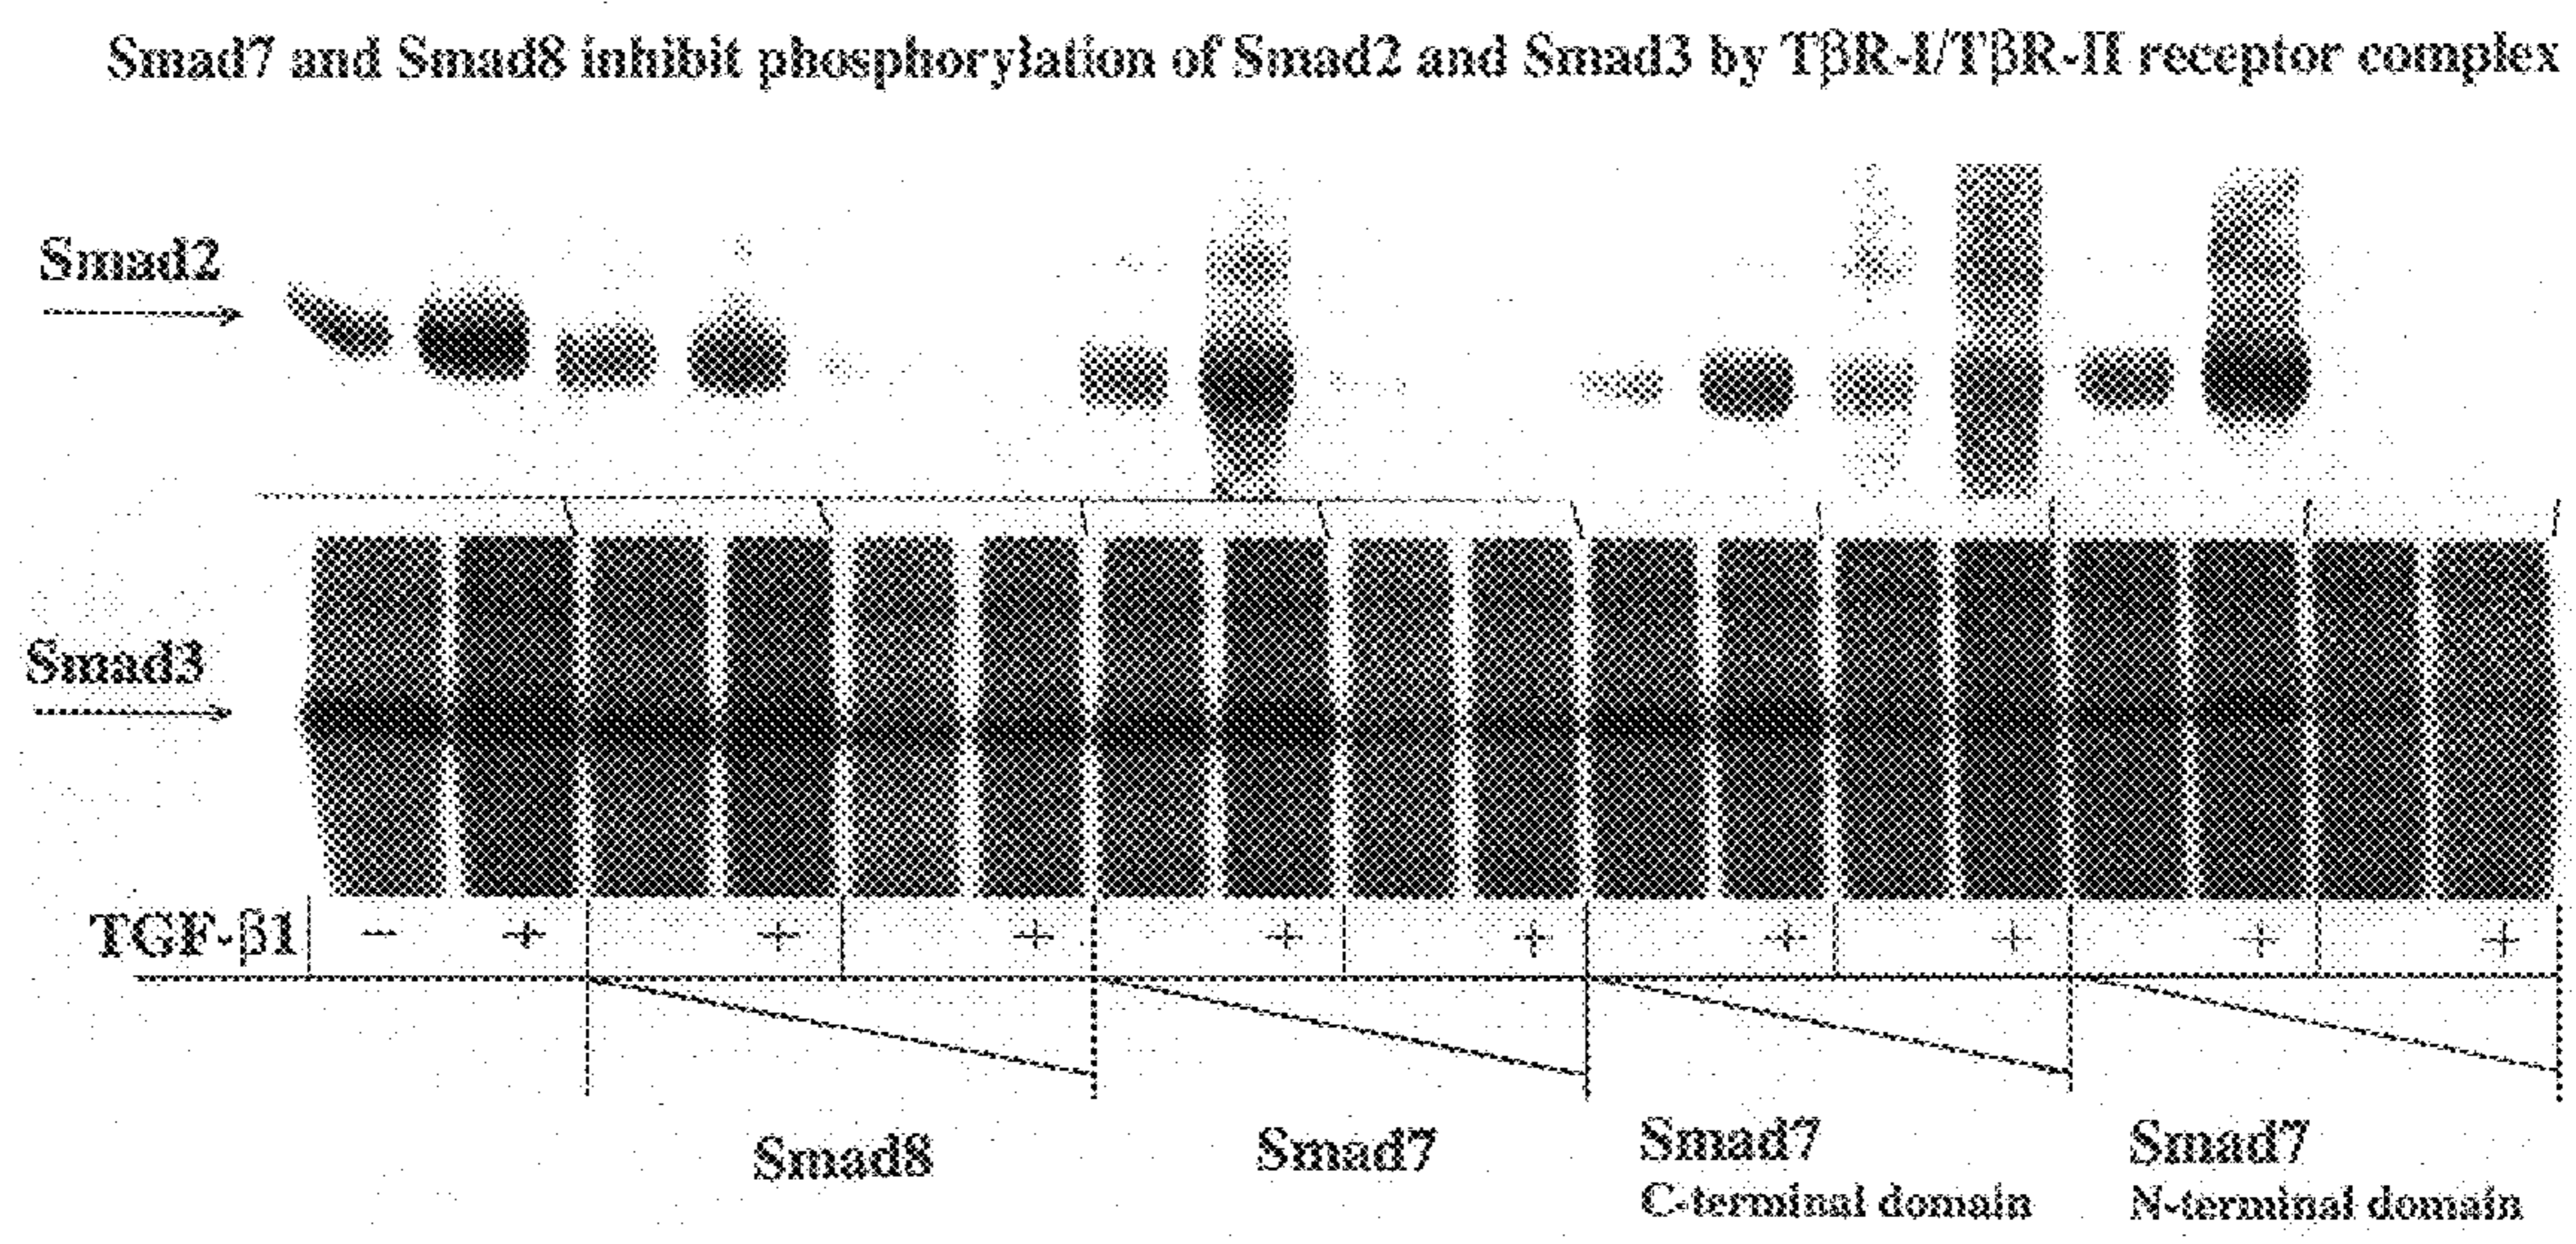 Smad7 and Smad8 inhibit phosphorylation of Smad2 and Smad3 by TβR-I/TβR-II receptor complex
Smad2
Smad3
TGF-β1 − + + + + + + + + +
Smad8 Smad7 Smad7 Smad7
C-terminal domain N-terminal domain